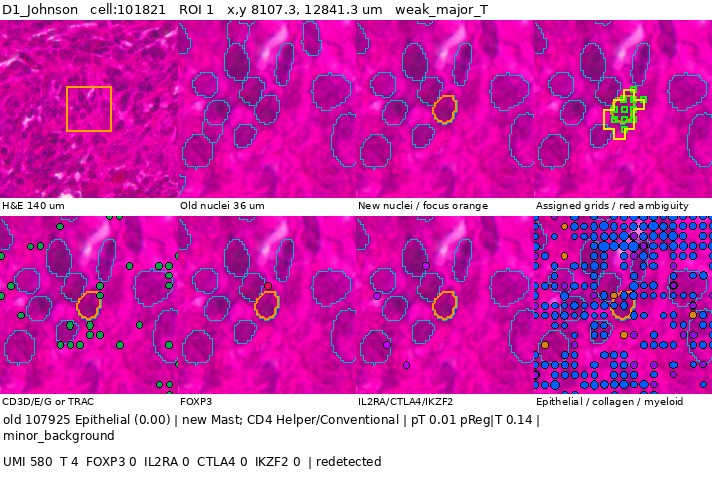 D1_Johnson cell:101821 ROI 1 x,y 8107.3, 12841.3 um weak_major_T
H&E 140 um
Old nuclei 36 um
New nuclei / focus orange
Assigned grids / red ambiguity
CD3D/E/G or TRAC
FOXP3
IL2RA/CTLA4/IKZF2
Epithelial / collagen / myeloid
old 107925 Epithelial (0.00) | new Mast; CD4 Helper/Conventional | pT 0.01 pReg|T 0.14 |
minor_background
UMI 580 T 4 FOXP3 0 IL2RA 0 CTLA4 0 IKZF2 0 | redetected